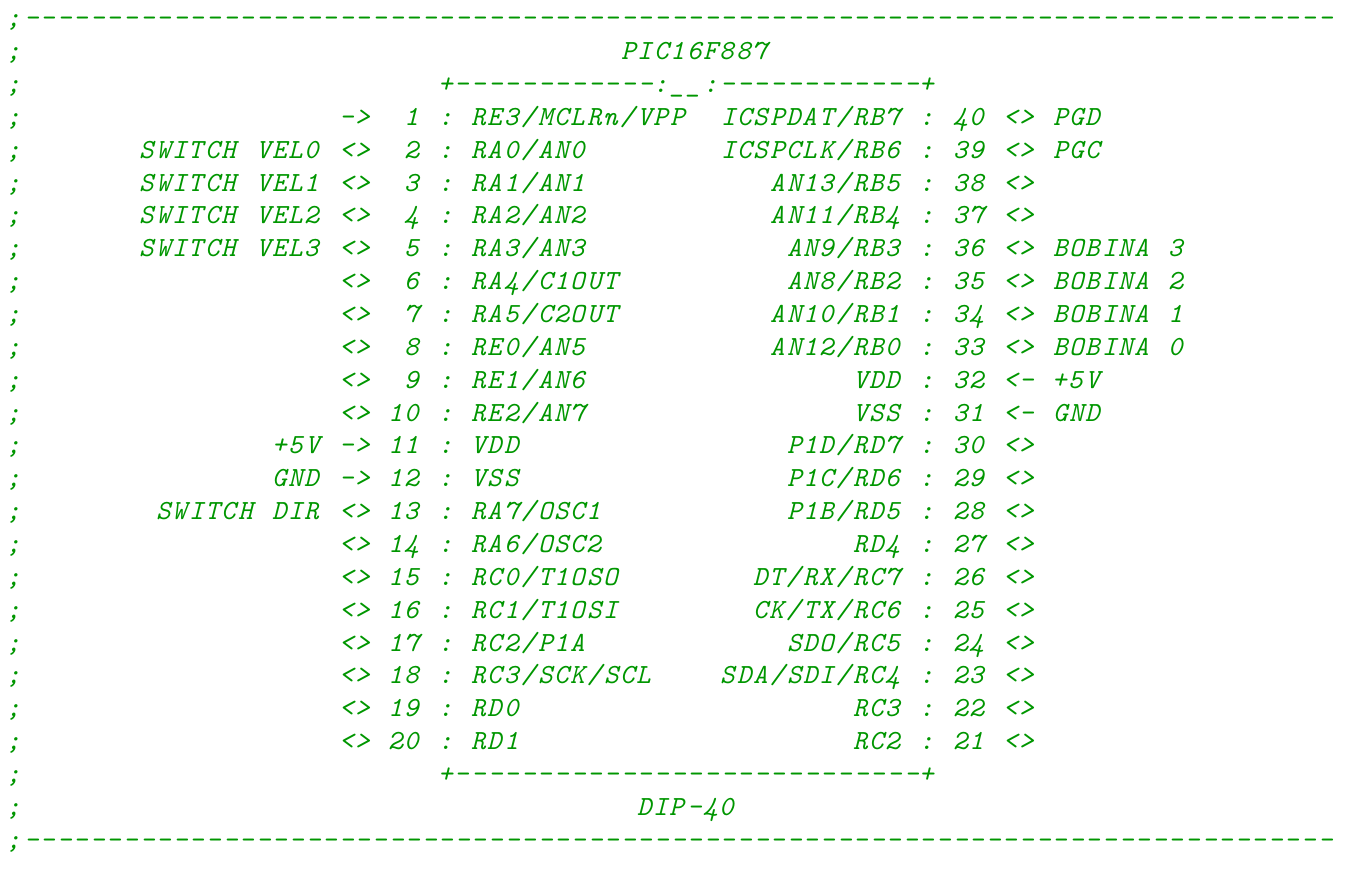 ;--------------------------------------------------------------------------------
;                                     PIC16F887
;                          +------------:__:------------+
;                    ->  1 : RE3/MCLRn/VPP  ICSPDAT/RB7 : 40 <> PGD
;       SWITCH VEL0  <>  2 : RA0/AN0        ICSPCLK/RB6 : 39 <> PGC
;       SWITCH VEL1  <>  3 : RA1/AN1           AN13/RB5 : 38 <>
;       SWITCH VEL2  <>  4 : RA2/AN2           AN11/RB4 : 37 <>
;       SWITCH VEL3  <>  5 : RA3/AN3            AN9/RB3 : 36 <> BOBINA 3
;                    <>  6 : RA4/C1OUT          AN8/RB2 : 35 <> BOBINA 2
;                    <>  7 : RA5/C2OUT         AN10/RB1 : 34 <> BOBINA 1
;                    <>  8 : RE0/AN5           AN12/RB0 : 33 <> BOBINA 0
;                    <>  9 : RE1/AN6                VDD : 32 <- +5V
;                    <> 10 : RE2/AN7                VSS : 31 <- GND
;               +5V  -> 11 : VDD                P1D/RD7 : 30 <>
;               GND  -> 12 : VSS                P1C/RD6 : 29 <>
;        SWITCH DIR  <> 13 : RA7/OSC1           P1B/RD5 : 28 <>
;                    <> 14 : RA6/OSC2               RD4 : 27 <>
;                    <> 15 : RC0/T1OSO        DT/RX/RC7 : 26 <>
;                    <> 16 : RC1/T1OSI        CK/TX/RC6 : 25 <>
;                    <> 17 : RC2/P1A            SDO/RC5 : 24 <>
;                    <> 18 : RC3/SCK/SCL    SDA/SDI/RC4 : 23 <>
;                    <> 19 : RD0                    RC3 : 22 <>
;                    <> 20 : RD1                    RC2 : 21 <>
;                          +----------------------------+
;                                      DIP-40
;--------------------------------------------------------------------------------